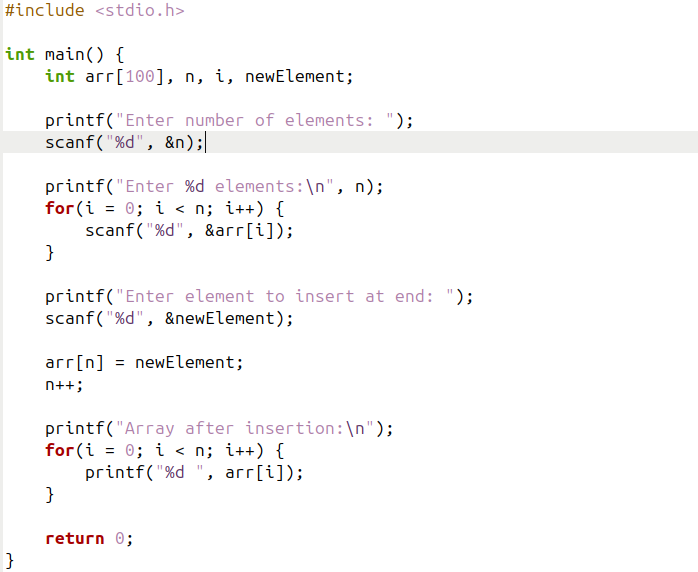 #include <stdio.h>

int main() {
    int arr[100], n, i, newElement;

    printf("Enter number of elements: ");
    scanf("%d", &n);

    printf("Enter %d elements:\n", n);
    for(i = 0; i < n; i++) {
        scanf("%d", &arr[i]);
    }

    printf("Enter element to insert at end: ");
    scanf("%d", &newElement);

    arr[n] = newElement;
    n++;

    printf("Array after insertion:\n");
    for(i = 0; i < n; i++) {
        printf("%d ", arr[i]);
    }

    return 0;
}